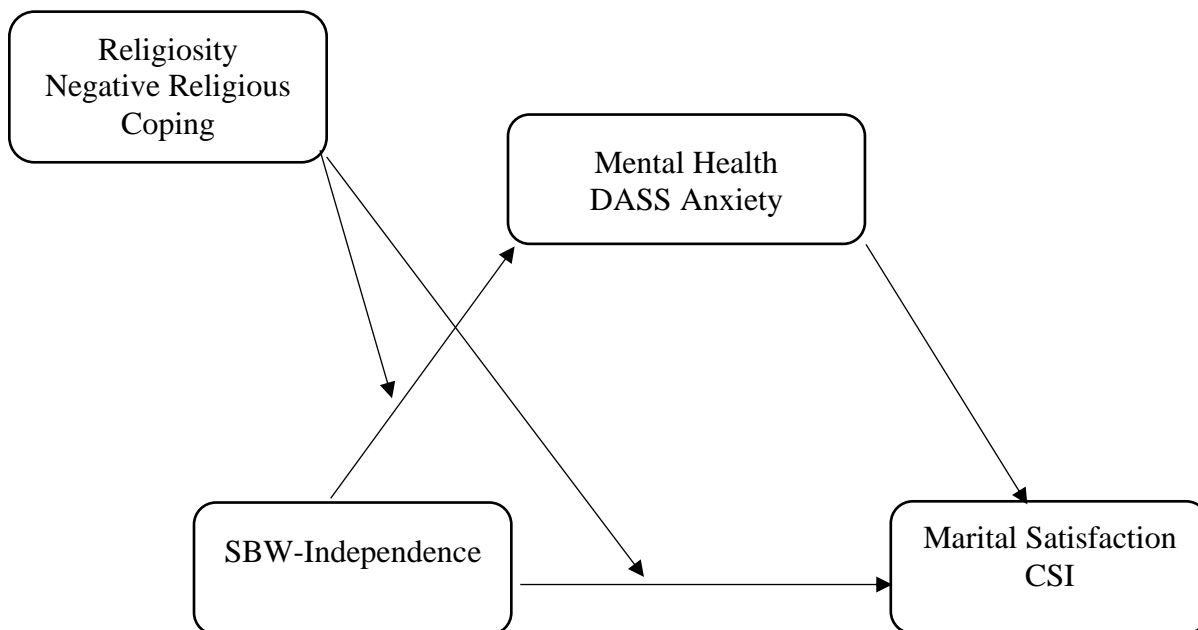 Religiosity
Negative Religious
Coping
Mental Health
DASS Anxiety
SBW-Independence
Marital Satisfaction
CSI